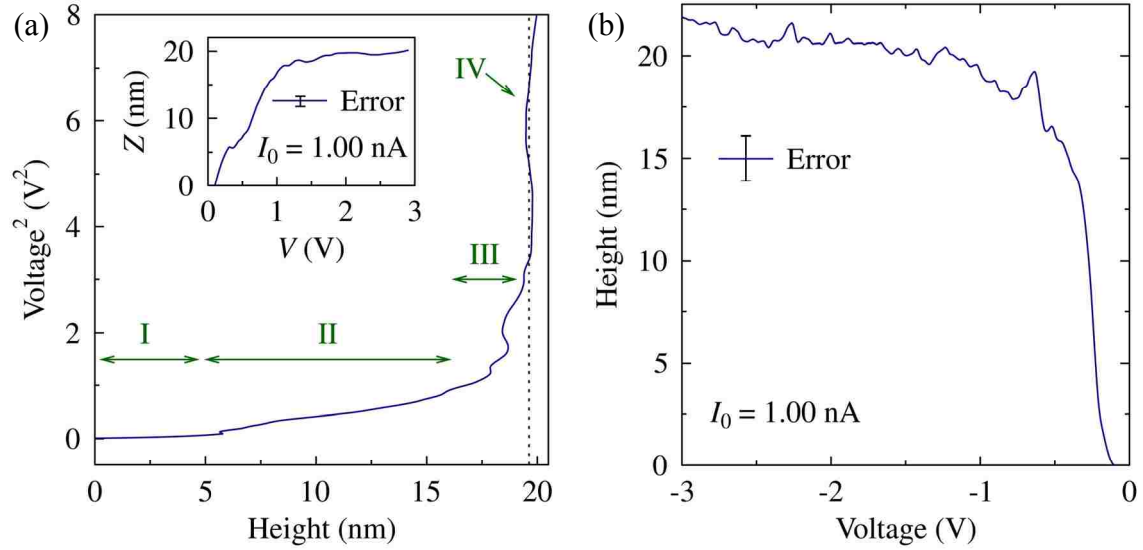 (a)
8
6
4
2
0
Voltage² (V²)
0
5
10
15
20
Height (nm)
I
II
III
IV
20
10
0
Z (nm)
0
1
2
3
V (V)
Error
I₀ = 1.00 nA
(b)
20
15
10
5
0
Height (nm)
-3
-2
-1
0
Voltage (V)
Error
I₀ = 1.00 nA